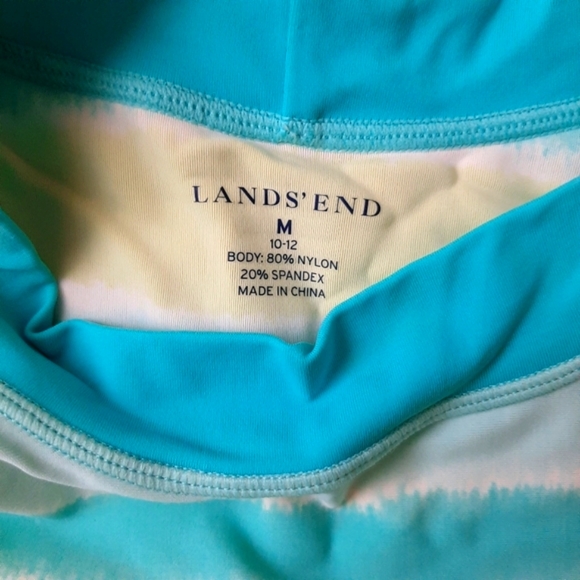 LANDS' END
M
10-12
BODY: 80% NYLON
20% SPANDEX
MADE IN CHINA